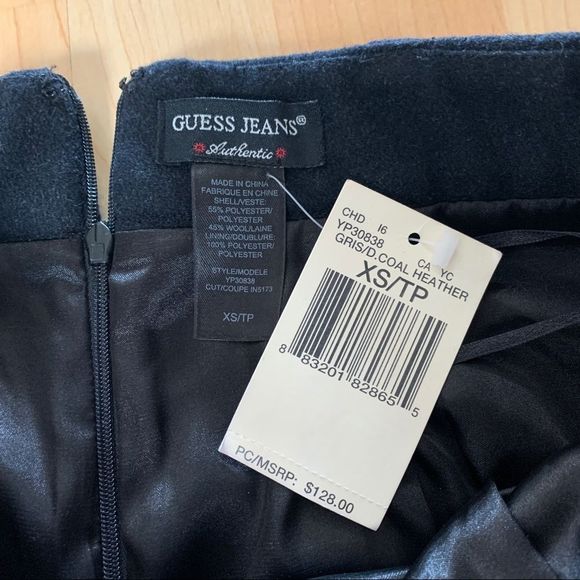 GUESS JEANS®
Authentic
MADE IN CHINA
FABRIQUE EN CHINE
SHELL/VESTE:
55% POLYESTER/
POLYESTER
45% WOOL/LAINE
LINING/DOUBLURE:
100% POLYESTER/
POLYESTER
STYLE/MODELE
YP30838
CUT/COUPE IN5173
XS/TP
CHD 16
YP30838 CA YC
GRIS/D.COAL HEATHER
XS/TP
8 83201 82865 5
PC/MSRP: $128.00